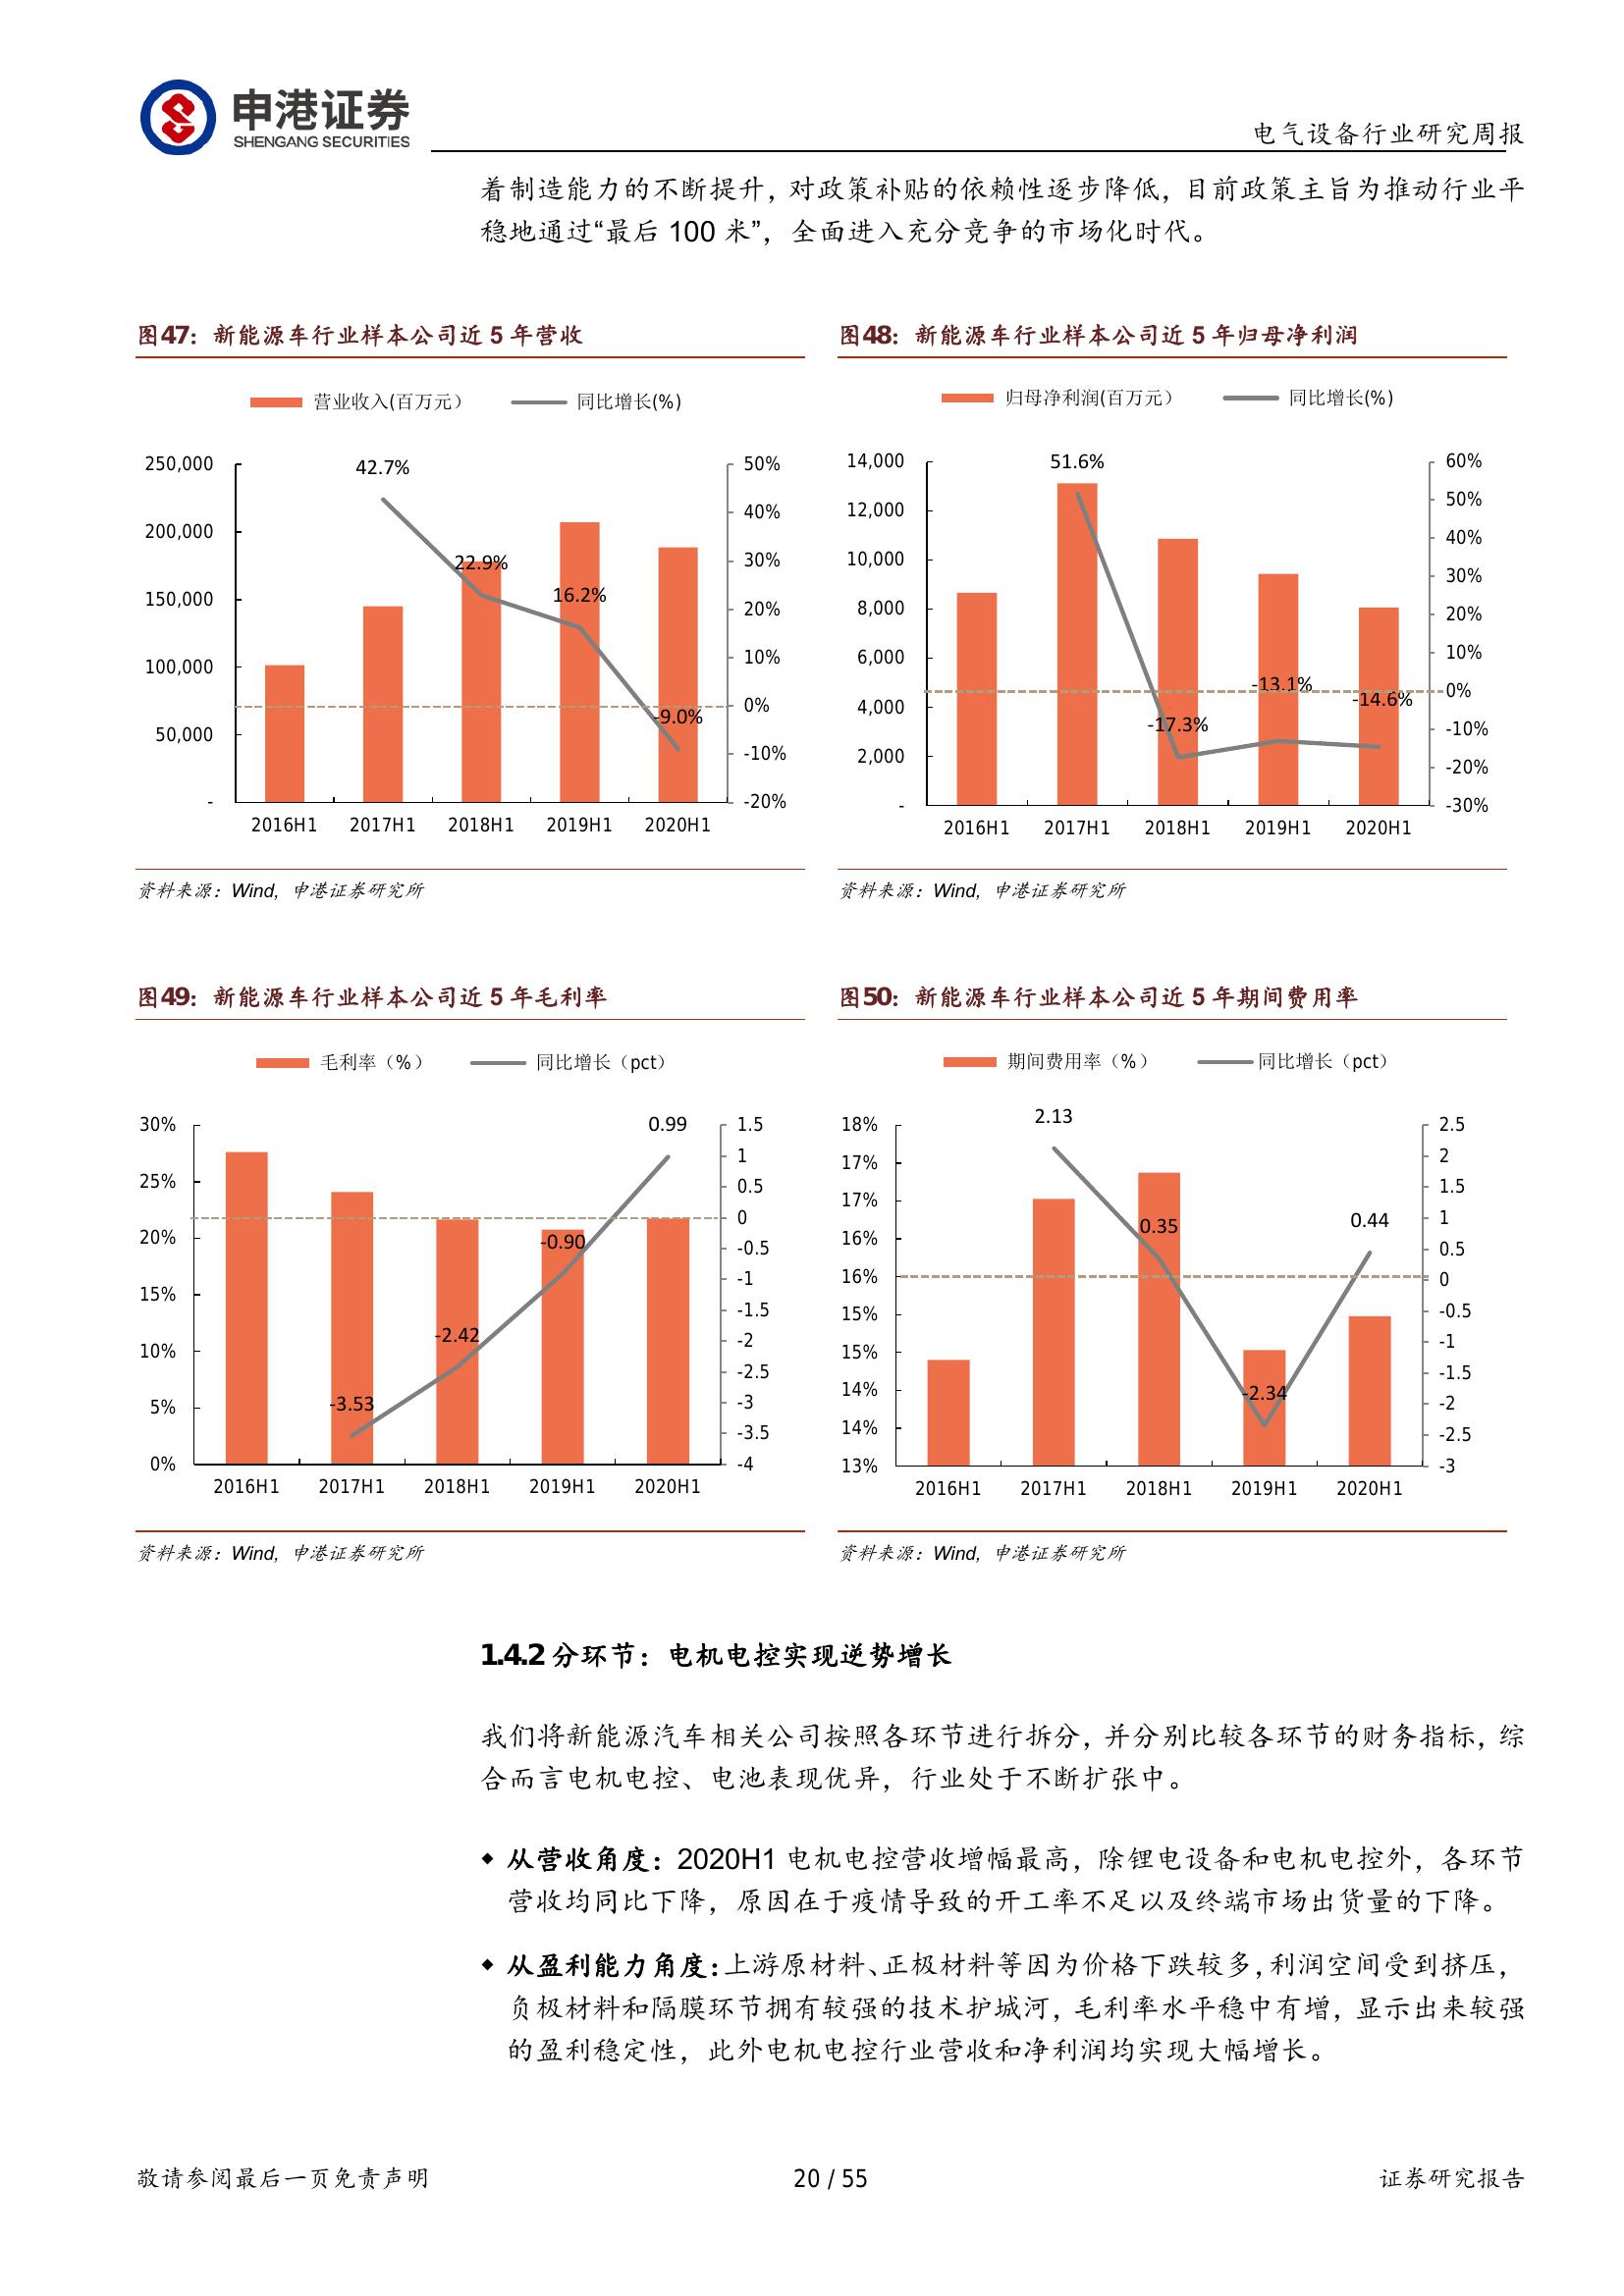 申港证券
SHENGANG SECURITIES
电气设备行业研究周报
着制造能力的不断提升，对政策补贴的依赖性逐步降低，目前政策主旨为推动行业平
稳地通过“最后 100 米”，全面进入充分竞争的市场化时代。
图47：新能源车行业样本公司近 5 年营收
营业收入(百万元）
同比增长(%)
250,000
200,000
150,000
100,000
50,000
-
42.7%
22.9%
16.2%
-9.0%
50%
40%
30%
20%
10%
0%
-10%
-20%
2016H1 2017H1 2018H1 2019H1 2020H1
资料来源：Wind，申港证券研究所
图48：新能源车行业样本公司近 5 年归母净利润
归母净利润(百万元）
同比增长(%)
14,000
12,000
10,000
8,000
6,000
4,000
2,000
-
51.6%
-17.3%
-13.1%
-14.6%
60%
50%
40%
30%
20%
10%
0%
-10%
-20%
-30%
2016H1 2017H1 2018H1 2019H1 2020H1
资料来源：Wind，申港证券研究所
图49：新能源车行业样本公司近 5 年毛利率
毛利率（%）
同比增长（pct）
30%
25%
20%
15%
10%
5%
0%
-3.53
-2.42
-0.90
0.99
1.5
1
0.5
0
-0.5
-1
-1.5
-2
-2.5
-3
-3.5
-4
2016H1 2017H1 2018H1 2019H1 2020H1
资料来源：Wind，申港证券研究所
图50：新能源车行业样本公司近 5 年期间费用率
期间费用率（%）
同比增长（pct）
18%
17%
17%
16%
16%
15%
15%
14%
14%
13%
2.13
0.35
-2.34
0.44
2.5
2
1.5
1
0.5
0
-0.5
-1
-1.5
-2
-2.5
-3
2016H1 2017H1 2018H1 2019H1 2020H1
资料来源：Wind，申港证券研究所
1.4.2 分环节：电机电控实现逆势增长
我们将新能源汽车相关公司按照各环节进行拆分，并分别比较各环节的财务指标，综
合而言电机电控、电池表现优异，行业处于不断扩张中。
◆ 从营收角度：2020H1 电机电控营收增幅最高，除锂电设备和电机电控外，各环节
营收均同比下降，原因在于疫情导致的开工率不足以及终端市场出货量的下降。
◆ 从盈利能力角度：上游原材料、正极材料等因为价格下跌较多，利润空间受到挤压，
负极材料和隔膜环节拥有较强的技术护城河，毛利率水平稳中有增，显示出来较强
的盈利稳定性，此外电机电控行业营收和净利润均实现大幅增长。
敬请参阅最后一页免责声明
20 / 55
证券研究报告